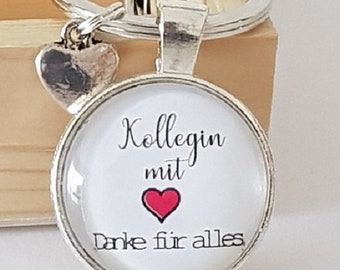 Kollegin
mit
Danke für alles.